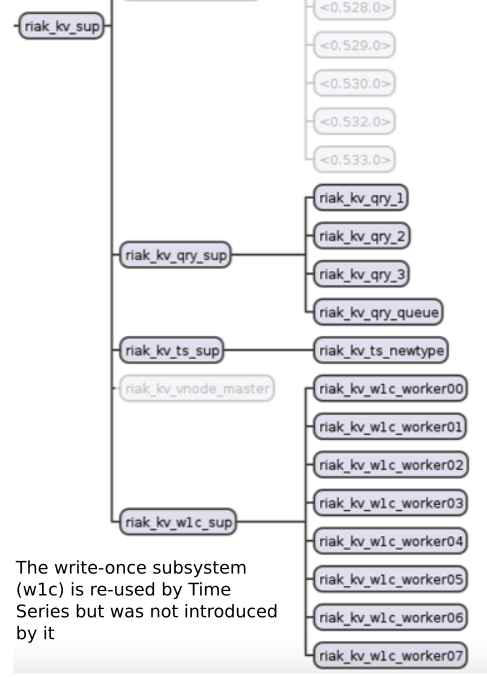 <0.528.0>
riak_kv_sup
<0.529.0>
<0.530.0>
<0.532.0>
<0.533.0>
riak_kv_qry_1
riak_kv_qry_2
riak_kv_qry_sup
riak_kv_qry_3
riak_kv_qry_queue
riak_kv_ts_sup
riak_kv_ts_newtype
riak_kv_vnode_master
riak_kv_w1c_worker00
riak_kv_w1c_worker01
riak_kv_w1c_worker02
riak_kv_w1c_worker03
riak_kv_w1c_sup
riak_kv_w1c_worker04
riak_kv_w1c_worker05
riak_kv_w1c_worker06
riak_kv_w1c_worker07
The write-once subsystem
(w1c) is re-used by Time
Series but was not introduced
by it